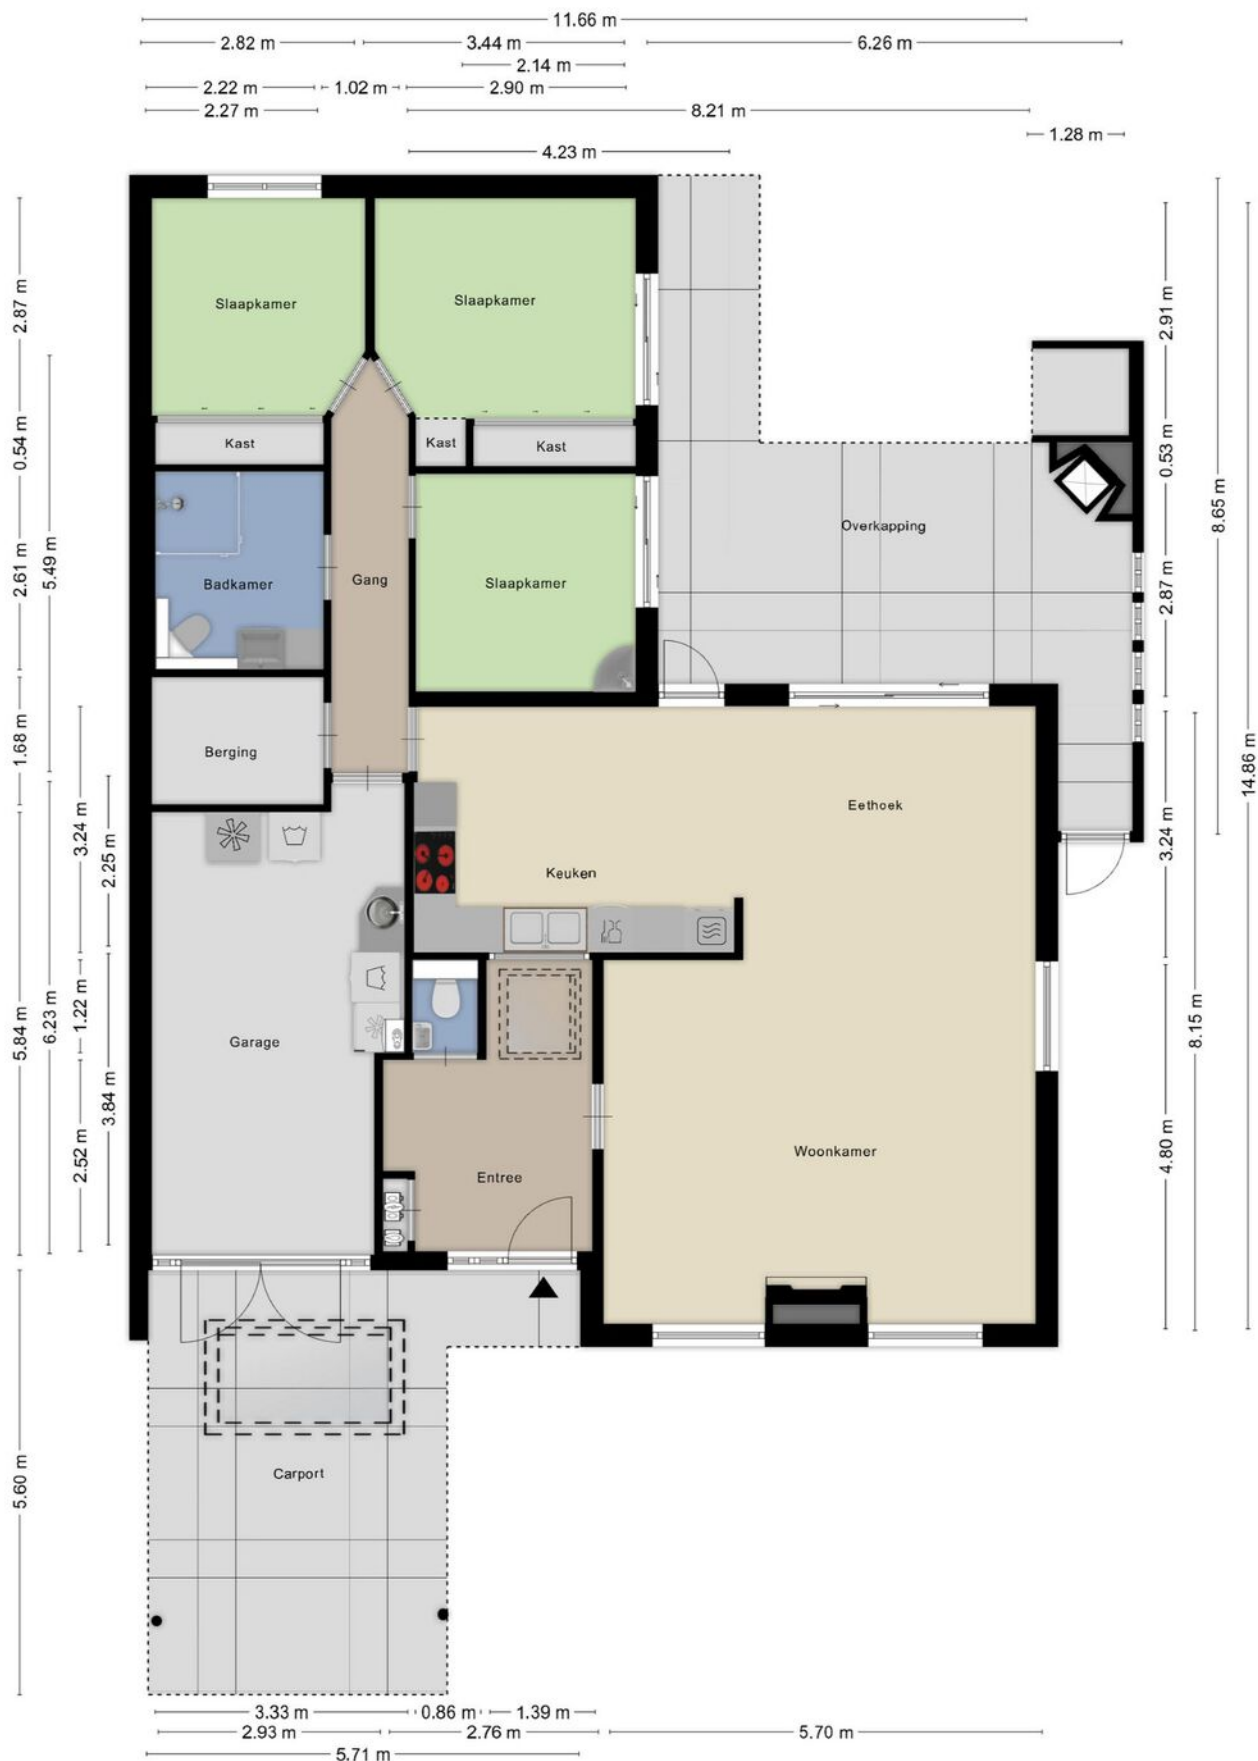 11.66 m
2.82 m
3.44 m
6.26 m
2.14 m
2.22 m
1.02 m
2.90 m
2.27 m
8.21 m
1.28 m
4.23 m
2.87 m
0.54 m
2.61 m
5.49 m
1.68 m
3.24 m
2.25 m
5.84 m
6.23 m
1.22 m
3.84 m
2.52 m
5.60 m
Slaapkamer
Slaapkamer
Kast
Kast
Kast
Overkapping
Badkamer
Gang
Slaapkamer
Berging
Eethoek
Keuken
Garage
Woonkamer
Entree
Carport
2.91 m
0.53 m
8.65 m
2.87 m
14.86 m
3.24 m
8.15 m
4.80 m
3.33 m
0.86 m
1.39 m
2.93 m
2.76 m
5.70 m
5.71 m